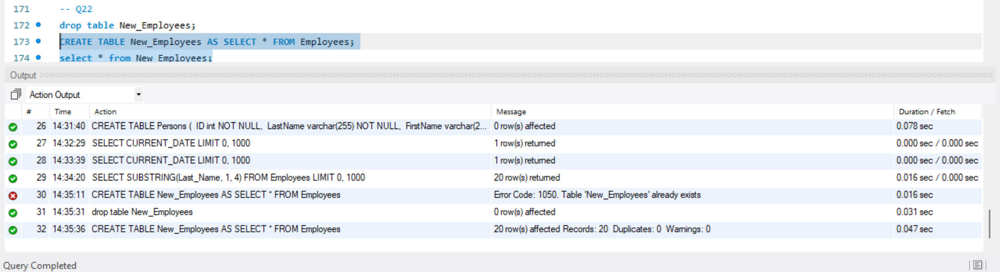 171 -- Q22
172 drop table New_Employees;
173 CREATE TABLE New_Employees AS SELECT * FROM Employees;
174 select * from New_Employees;
Output
Action Output
# Time Action Message Duration / Fetch
26 14:31:40 CREATE TABLE Persons ( ID int NOT NULL, LastName varchar(255) NOT NULL, FirstName varchar(2... 0 row(s) affected 0.078 sec
27 14:32:29 SELECT CURRENT_DATE LIMIT 0, 1000 1 row(s) returned 0.000 sec / 0.000 sec
28 14:33:39 SELECT CURRENT_DATE LIMIT 0, 1000 1 row(s) returned 0.000 sec / 0.000 sec
29 14:34:20 SELECT SUBSTRING(Last_Name, 1, 4) FROM Employees LIMIT 0, 1000 20 row(s) returned 0.016 sec / 0.000 sec
30 14:35:11 CREATE TABLE New_Employees AS SELECT * FROM Employees Error Code: 1050. Table 'New_Employees' already exists 0.016 sec
31 14:35:31 drop table New_Employees 0 row(s) affected 0.031 sec
32 14:35:36 CREATE TABLE New_Employees AS SELECT * FROM Employees 20 row(s) affected Records: 20 Duplicates: 0 Warnings: 0 0.047 sec
Query Completed